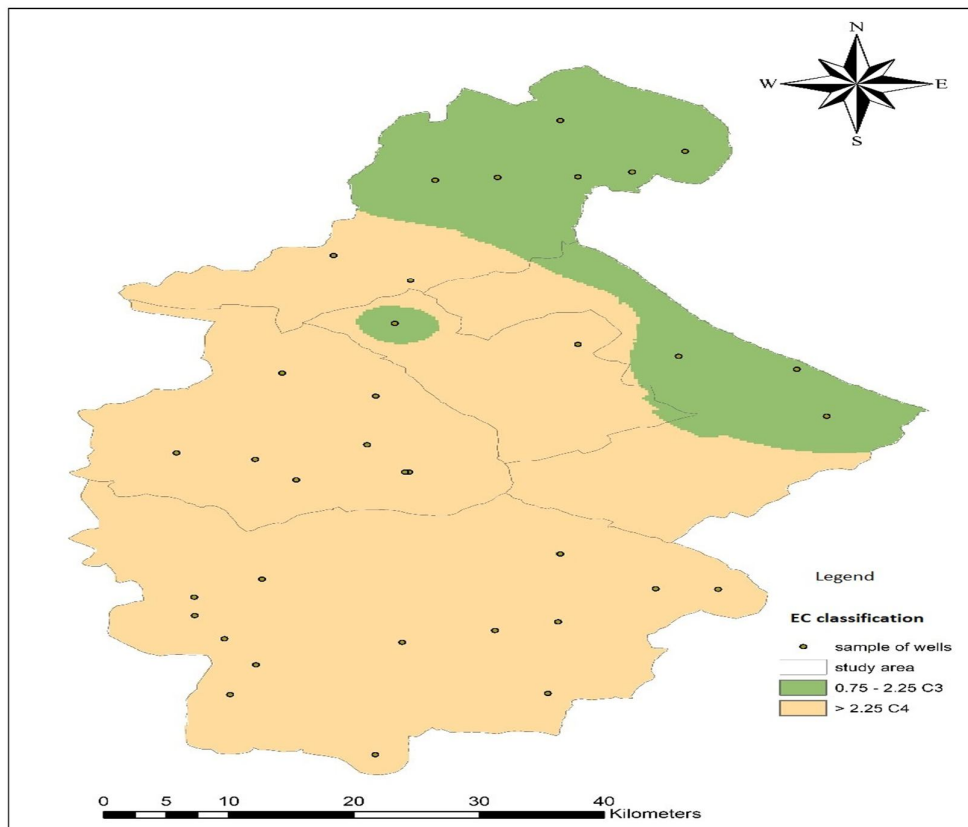 N
W E
S
Legend
EC classification
sample of wells
study area
0.75 - 2.25 C3
> 2.25 C4
0 5 10 20 30 40
Kilometers